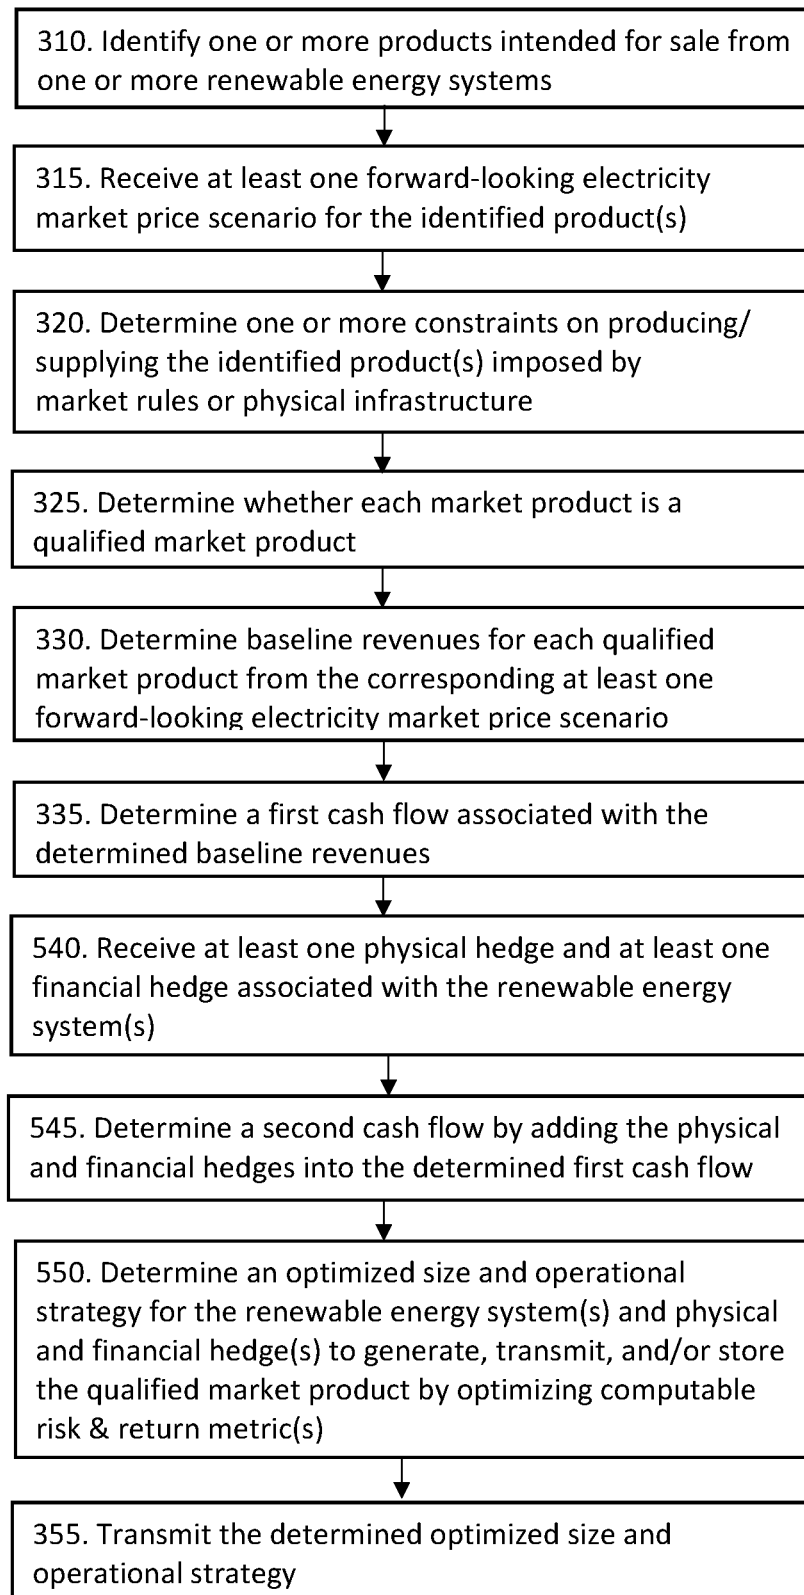 310. Identify one or more products intended for sale from
one or more renewable energy systems
315. Receive at least one forward-looking electricity
market price scenario for the identified product(s)
320. Determine one or more constraints on producing/
supplying the identified product(s) imposed by
market rules or physical infrastructure
325. Determine whether each market product is a
qualified market product
330. Determine baseline revenues for each qualified
market product from the corresponding at least one
forward-looking electricity market price scenario
335. Determine a first cash flow associated with the
determined baseline revenues
540. Receive at least one physical hedge and at least one
financial hedge associated with the renewable energy
system(s)
545. Determine a second cash flow by adding the physical
and financial hedges into the determined first cash flow
550. Determine an optimized size and operational
strategy for the renewable energy system(s) and physical
and financial hedge(s) to generate, transmit, and/or store
the qualified market product by optimizing computable
risk & return metric(s)
355. Transmit the determined optimized size and
operational strategy